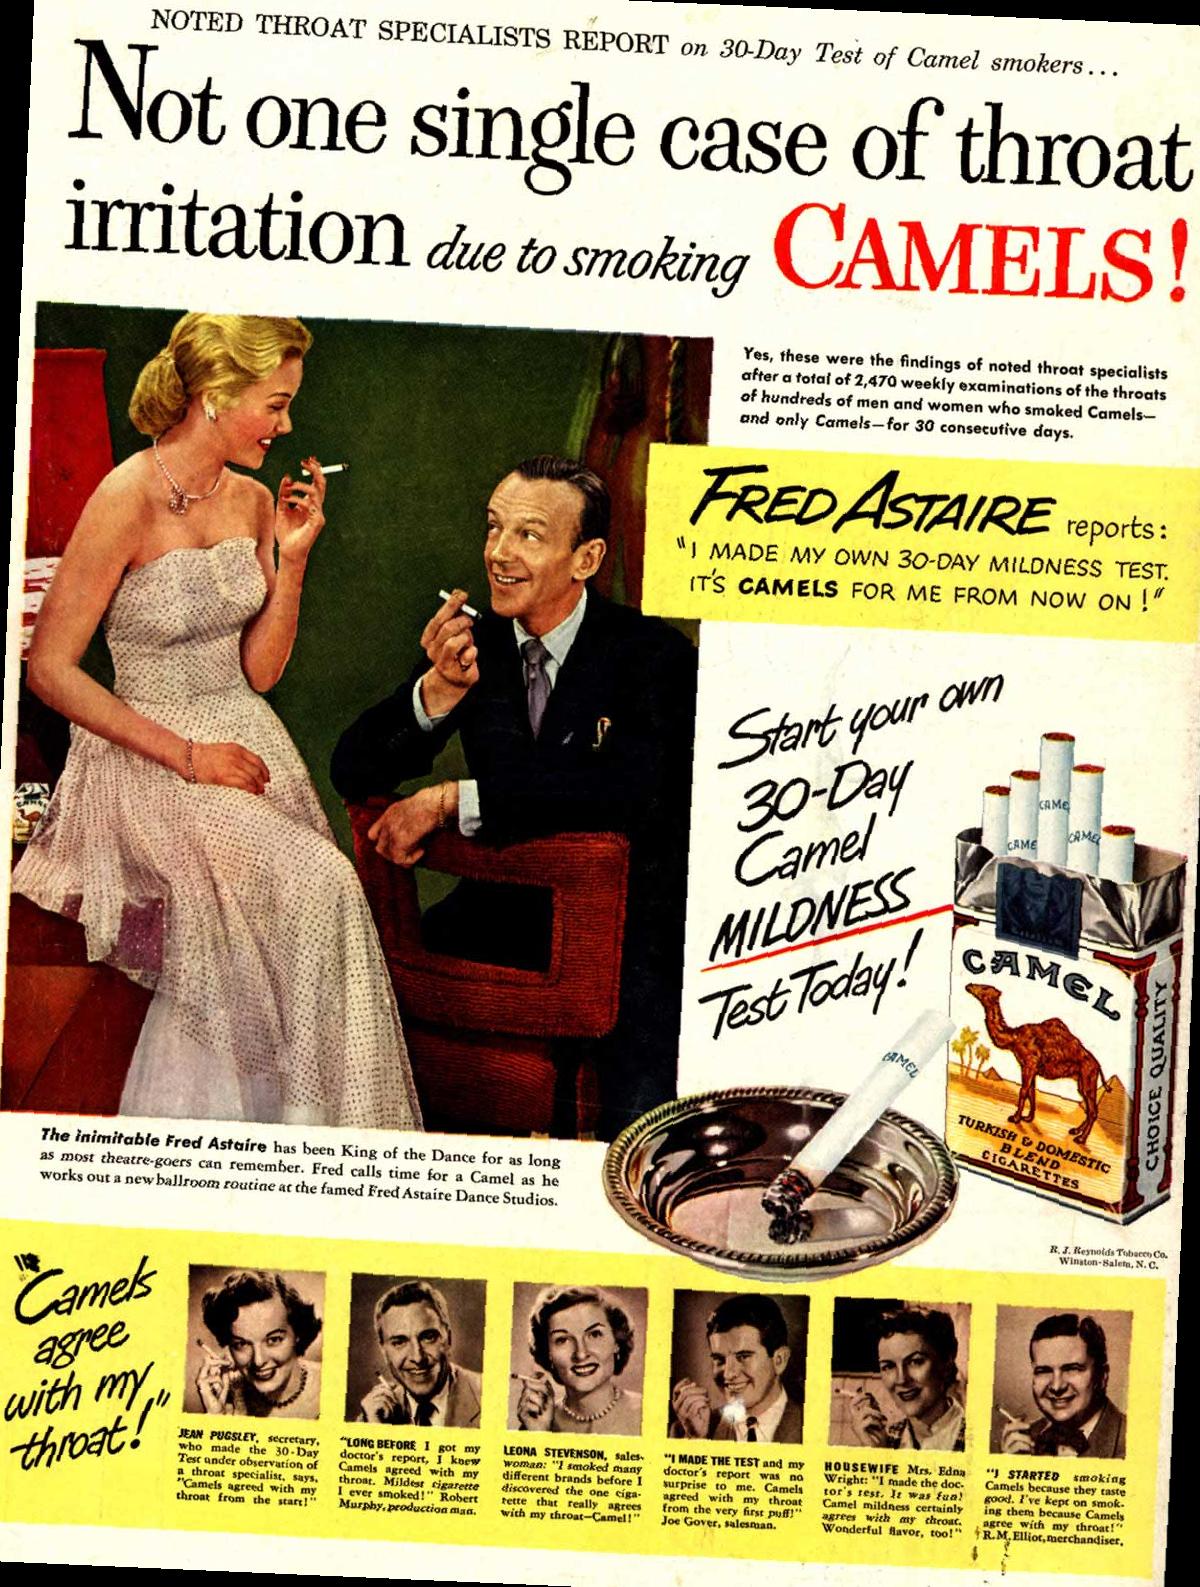 NOTED THROAT SPECIALISTS REPORT on 30-Day Test of Camel smokers...
Not one single case of throat
irritation due to smoking CAMELS!
Yes, these were the findings of noted throat specialists
after a total of 2,470 weekly examinations of the throats
of hundreds of men and women who smoked Camels—
and only Camels—for 30 consecutive days.
FRED ASTAIRE reports:
"I MADE MY OWN 30-DAY MILDNESS TEST.
IT'S CAMELS FOR ME FROM NOW ON!"
Start your own
30-Day
Camel
MILDNESS
Test Today!
CAMEL
CAMEL
CAMEL
CAMEL
TURKISH & DOMESTIC
BLEND
CIGARETTES
CHOICE QUALITY
CAMEL
The inimitable Fred Astaire has been King of the Dance for as long
as most theatre-goers can remember. Fred calls time for a Camel as he
works out a new ballroom routine at the famed Fred Astaire Dance Studios.
R. J. Reynolds Tobacco Co.
Winston-Salem, N. C.
"Camels
agree
with my
throat!"
JEAN PUGSLEY, secretary,
who made the 30-Day
Test under observation of
a throat specialist, says,
"Camels agreed with my
throat from the start!"
"LONG BEFORE I got my
doctor's report, I knew
Camels agreed with my
throat. Mildest cigarette
I ever smoked!" Robert
Murphy, production man.
LEONA STEVENSON, sales-
woman: "I smoked many
different brands before I
discovered the one ciga-
rette that really agrees
with my throat—Camel!"
"I MADE THE TEST and my
doctor's report was no
surprise to me. Camels
agreed with my throat
from the very first puff!"
Joe Gover, salesman.
HOUSEWIFE Mrs. Edna
Wright: "I made the doc-
tor's test. It was fun!
Camel mildness certainly
agrees with my throat.
Wonderful flavor, too!"
"I STARTED smoking
Camels because they taste
good. I've kept on smok-
ing them because Camels
agree with my throat!"
R. M. Elliot, merchandiser.